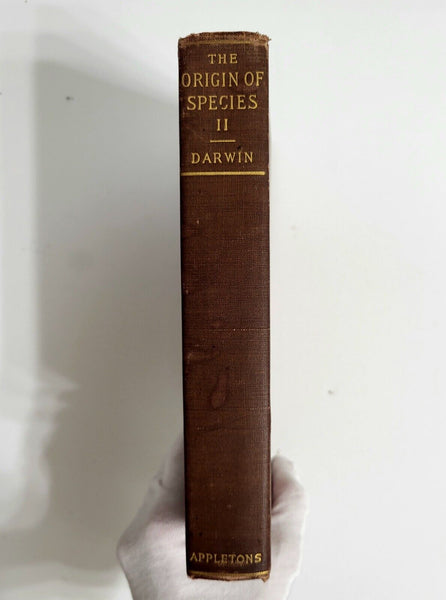 THE
ORIGIN OF
SPECIES
II
DARWIN
APPLETONS